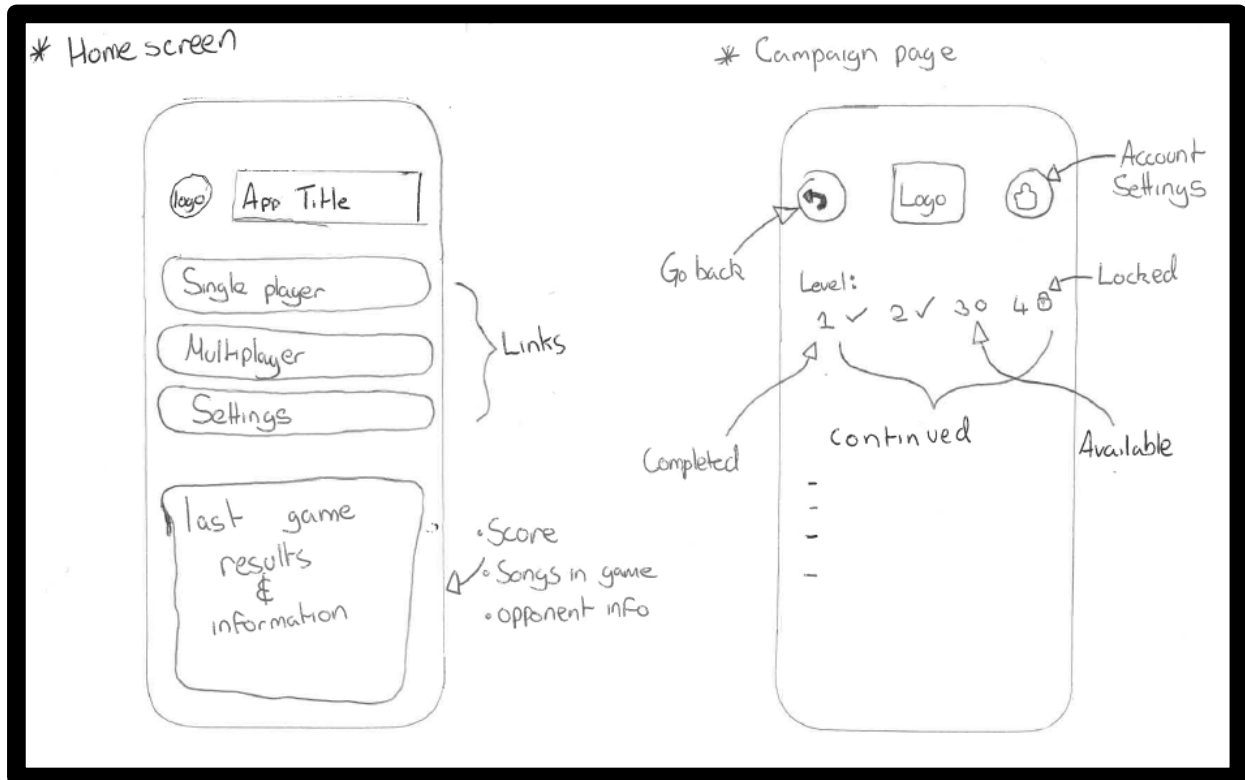 * Home screen
logo
App Title
Single player
Multiplayer
Settings
Links
last game
results
&
information
• Score
• Songs in game
• opponent info
* Campaign page
Logo
Account
Settings
Go back
Locked
Level:
1 ✓ 2 ✓ 3 o 4
Completed
continued
Available